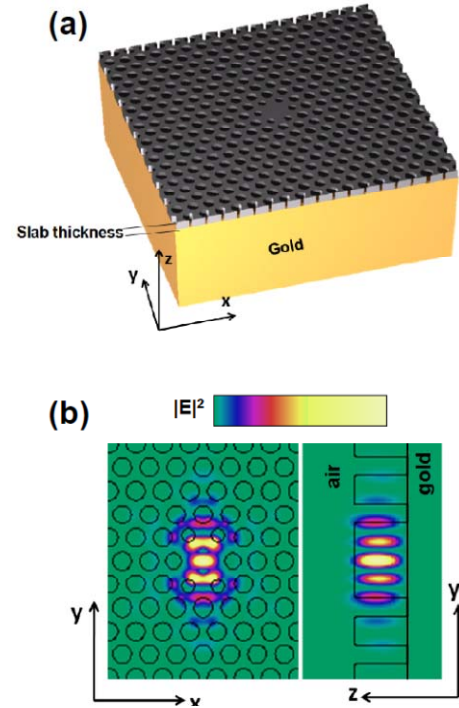 (a)
Slab thickness
Gold
z
y
x
(b)
|E|²
air
gold
y
x
y
z